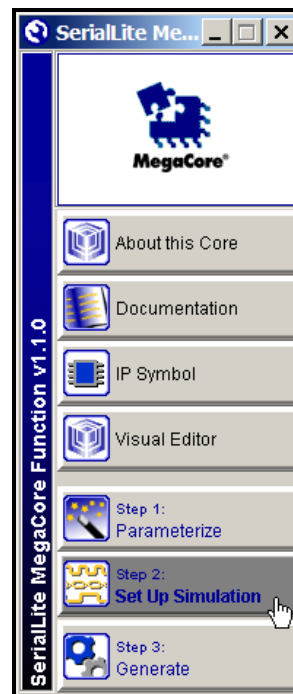 SerialLite Me...
MegaCore®
SerialLite MegaCore Function v1.1.0
About this Core
Documentation
IP Symbol
Visual Editor
Step 1:
Parameterize
Step 2:
Set Up Simulation
Step 3:
Generate